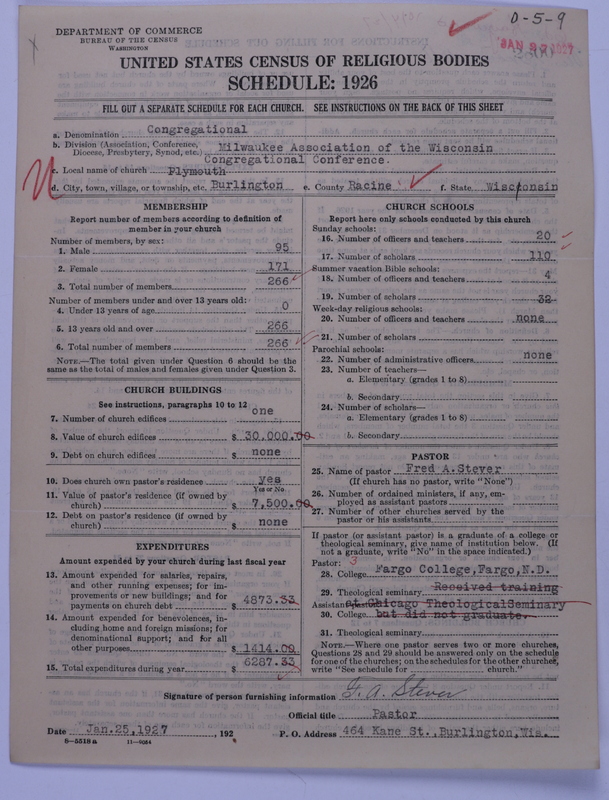 D-5-9
DEPARTMENT OF COMMERCE
BUREAU OF THE CENSUS
WASHINGTON
UNITED STATES CENSUS OF RELIGIOUS BODIES
SCHEDULE: 1926
FILL OUT A SEPARATE SCHEDULE FOR EACH CHURCH. SEE INSTRUCTIONS ON THE BACK OF THIS SHEET
a. Denomination Congregational
b. Division (Association, Conference, Diocese, Presbytery, Synod, etc.) Milwaukee Association of the Wisconsin
Congregational Conference.
c. Local name of church Plymouth
d. City, town, village, or township, etc. Burlington e. County Racine f. State Wisconsin
MEMBERSHIP
Report number of members according to definition of
member in your church
Number of members, by sex:
1. Male 95
2. Female 171
3. Total number of members 266
Number of members under and over 13 years old:
4. Under 13 years of age 0
5. 13 years old and over 266
6. Total number of members 266
NOTE.—The total given under Question 6 should be the
same as the total of males and females given under Question 3.
CHURCH BUILDINGS
See instructions, paragraphs 10 to 12
7. Number of church edifices one
8. Value of church edifices $ 30,000.00
9. Debt on church edifices $ none
10. Does church own pastor's residence yes
Yes or No
11. Value of pastor's residence (if owned by
church) $ 7,500.00
12. Debt on pastor's residence (if owned by
church) $ none
EXPENDITURES
Amount expended by your church during last fiscal year
13. Amount expended for salaries, repairs,
and other running expenses; for im-
provements or new buildings; and for
payments on church debt $ 4873.33
14. Amount expended for benevolences, in-
cluding home and foreign missions; for
denominational support; and for all
other purposes $ 1414.00
15. Total expenditures during year $ 6287.33
CHURCH SCHOOLS
Report here only schools conducted by this church
Sunday schools:
16. Number of officers and teachers 20
17. Number of scholars 110
Summer vacation Bible schools:
18. Number of officers and teachers 4
19. Number of scholars 32
Week-day religious schools:
20. Number of officers and teachers none
21. Number of scholars
Parochial schools:
22. Number of administrative officers none
23. Number of teachers—
a. Elementary (grades 1 to 8)
b. Secondary
24. Number of scholars—
a. Elementary (grades 1 to 8)
b. Secondary
PASTOR
25. Name of pastor Fred A.Stever
(If church has no pastor, write "None")
26. Number of ordained ministers, if any, em-
ployed as assistant pastors
27. Number of other churches served by the
pastor or his assistants
If pastor (or assistant pastor) is a graduate of a college or
theological seminary, give name of institution below. (If
not a graduate, write "No" in the space indicated.)
Pastor: 3
28. College Fargo College,Fargo,N.D.
29. Theological seminary Received training
Assistant: at Chicago TheologicalSeminary
30. College but did not graduate.
31. Theological seminary
NOTE.—Where one pastor serves two or more churches,
Questions 28 and 29 should be answered only on the schedule
for one of the churches; on the schedules for the other churches,
write "See schedule for ........ church."
Signature of person furnishing information F. A. Stever
Official title Pastor
Date Jan.25,1927 , 192 P. O. Address 464 Kane St.,Burlington,Wis.
8-5518a 11-9034